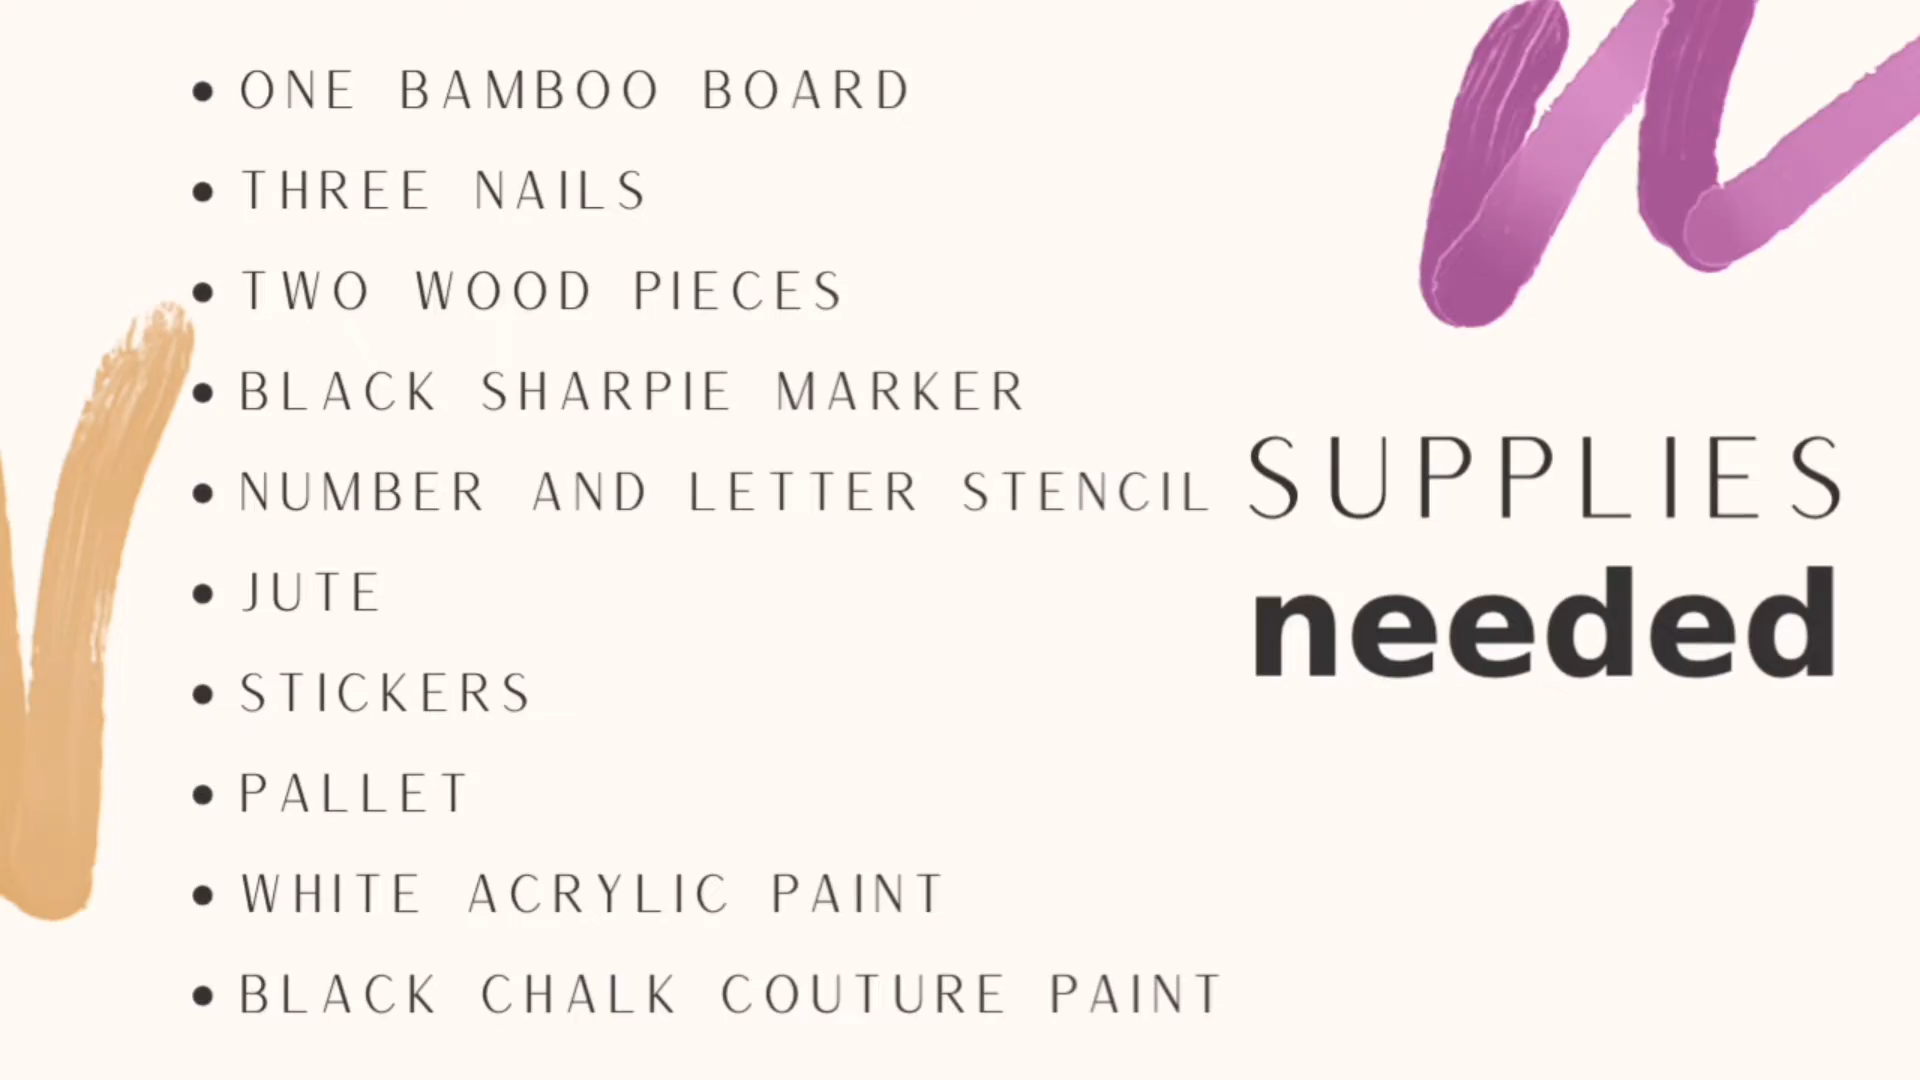 • ONE BAMBOO BOARD
• THREE NAILS
• TWO WOOD PIECES
• BLACK SHARPIE MARKER
• NUMBER AND LETTER STENCIL
• JUTE
• STICKERS
• PALLET
• WHITE ACRYLIC PAINT
• BLACK CHALK COUTURE PAINT
SUPPLIES
needed